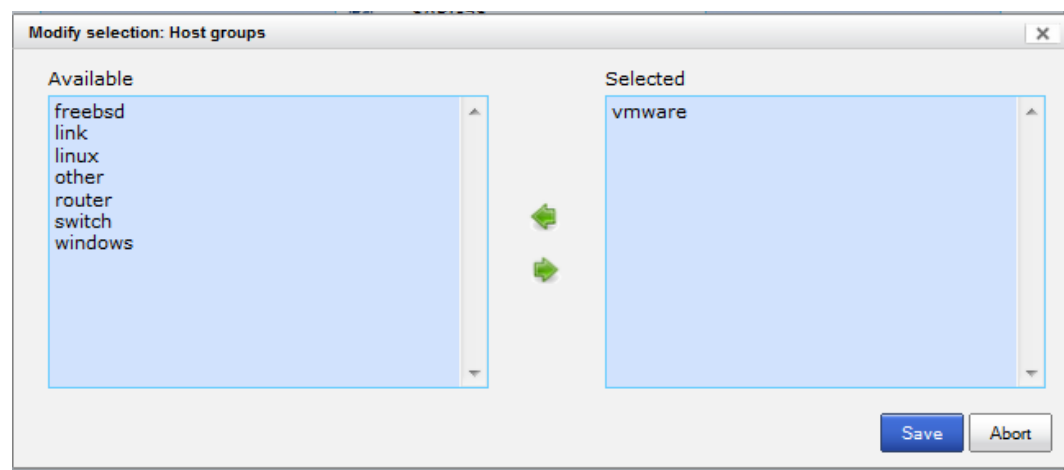 Modify selection: Host groups
Available
freebsd
link
linux
other
router
switch
windows
Selected
vmware
Save
Abort